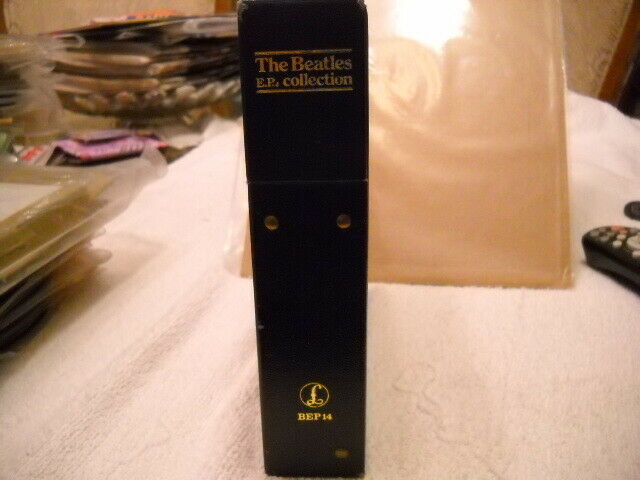 The Beatles
E.P.s collection
£
BEP 14